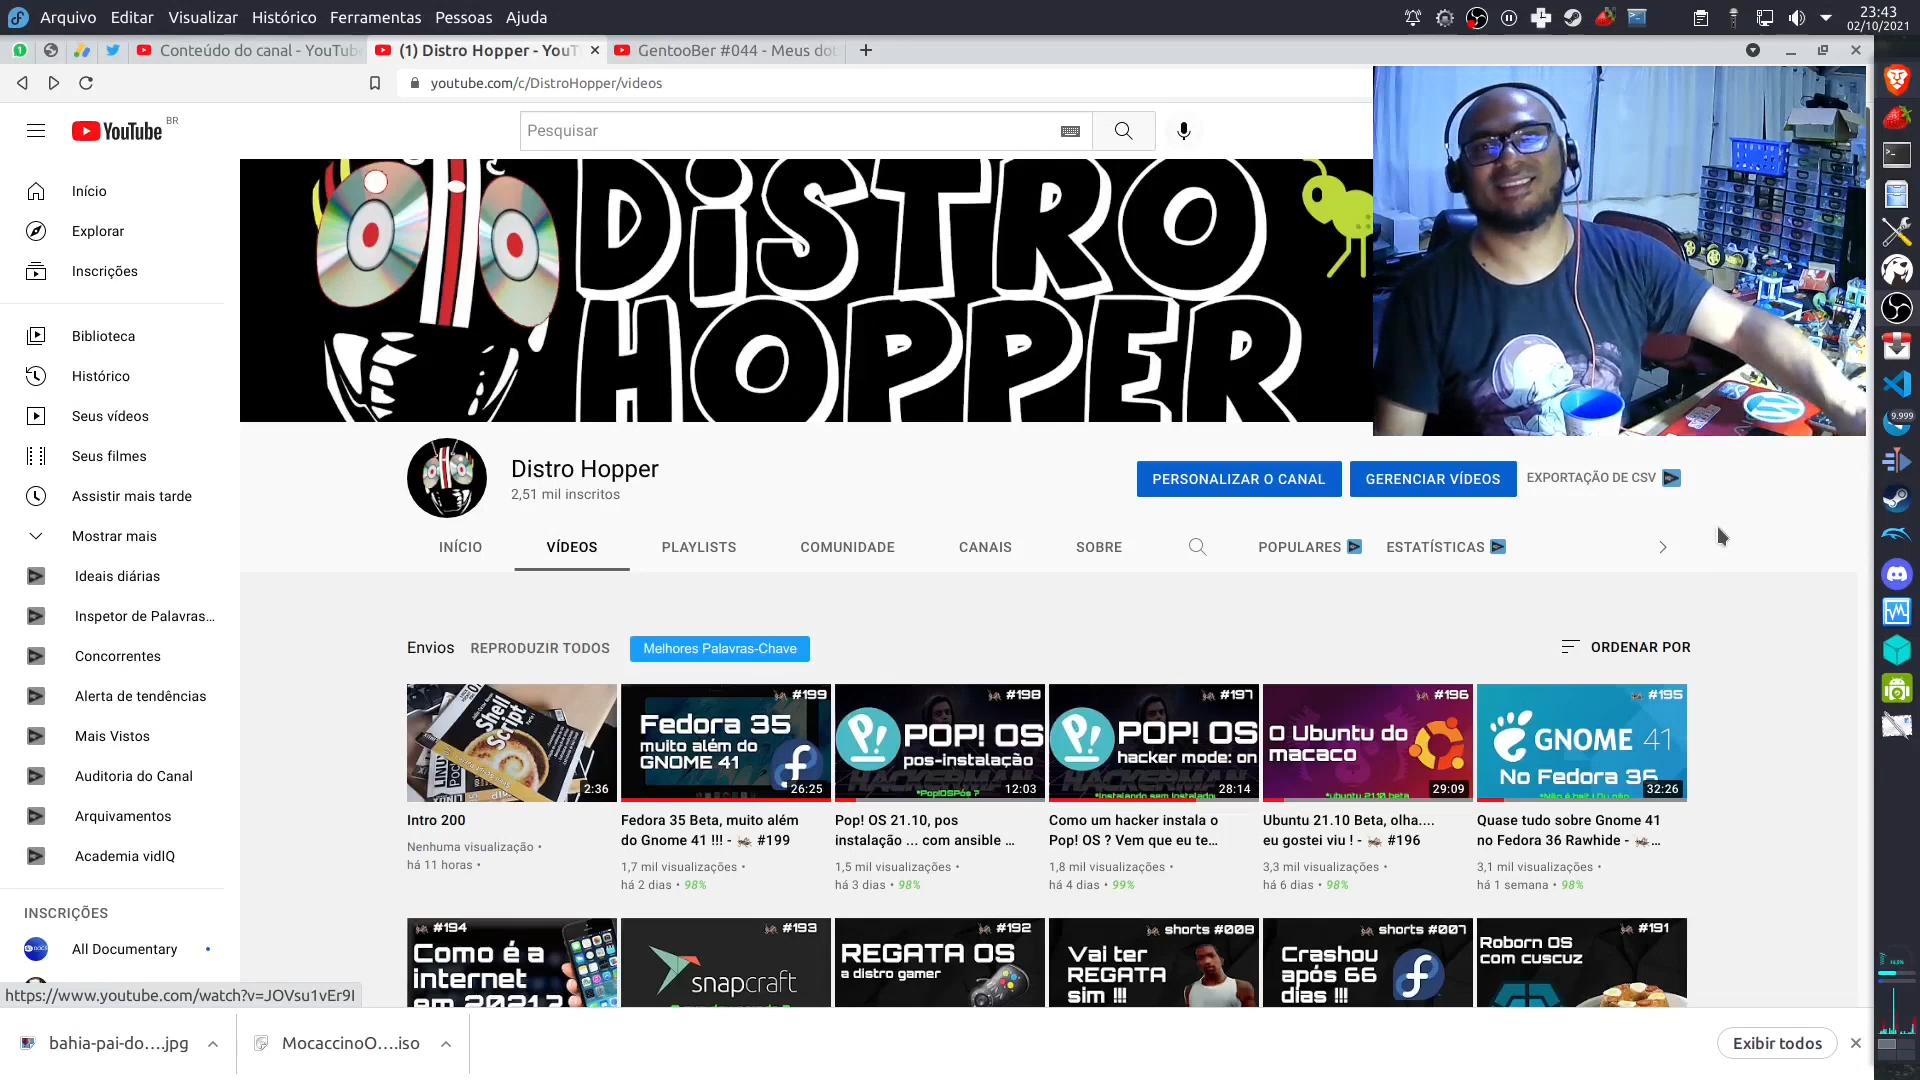 Arquivo Editar Visualizar Histórico Ferramentas Pessoas Ajuda
23:43
02/10/2021
Conteúdo do canal - YouTube
(1) Distro Hopper - YouT
GentooBer #044 - Meus dot
youtube.com/c/DistroHopper/videos
YouTube BR
Pesquisar
Início
Explorar
Inscrições
Biblioteca
Histórico
Seus vídeos
Seus filmes
Assistir mais tarde
Mostrar mais
Ideais diárias
Inspetor de Palavras...
Concorrentes
Alerta de tendências
Mais Vistos
Auditoria do Canal
Arquivamentos
Academia vidIQ
INSCRIÇÕES
All Documentary
DiSTRO
HOPPER
Distro Hopper
2,51 mil inscritos
PERSONALIZAR O CANAL
GERENCIAR VÍDEOS
EXPORTAÇÃO DE CSV
9.999
INÍCIO VÍDEOS PLAYLISTS COMUNIDADE CANAIS SOBRE POPULARES ESTATÍSTICAS
Envios REPRODUZIR TODOS Melhores Palavras-Chave
ORDENAR POR
Shell Script
2:36
Intro 200
Nenhuma visualização •
há 11 horas •
#199
Fedora 35
muito além do
GNOME 41
26:25
Fedora 35 Beta, muito além
do Gnome 41 !!! - #199
1,7 mil visualizações •
há 2 dias • 98%
#198
POP! OS
pos-instalação
HACKERMAN
12:03
Pop! OS 21.10, pos
instalação ... com ansible ...
1,5 mil visualizações •
há 3 dias • 98%
#197
POP! OS
hacker mode: on
HACKERMAN
28:14
Como um hacker instala o
Pop! OS ? Vem que eu te...
1,8 mil visualizações •
há 4 dias • 99%
#196
O Ubuntu do
macaco
*ubuntu 21.10 beta
29:09
Ubuntu 21.10 Beta, olha....
eu gostei viu ! - #196
3,3 mil visualizações •
há 6 dias • 98%
#195
GNOME 41
No Fedora 36
32:26
Quase tudo sobre Gnome 41
no Fedora 36 Rawhide - ...
3,1 mil visualizações •
há 1 semana • 98%
#194
Como é a
internet
em 2021?
#193
snapcraft
#192
REGATA OS
a distro gamer
shorts #008
Vai ter
REGATA
sim !!!
shorts #007
Crashou
após 66
dias !!!
#191
Roborn OS
com cuscuz
https://www.youtube.com/watch?v=JOVsu1vEr9I
bahia-pai-do....jpg
MocaccinoO....iso
Exibir todos